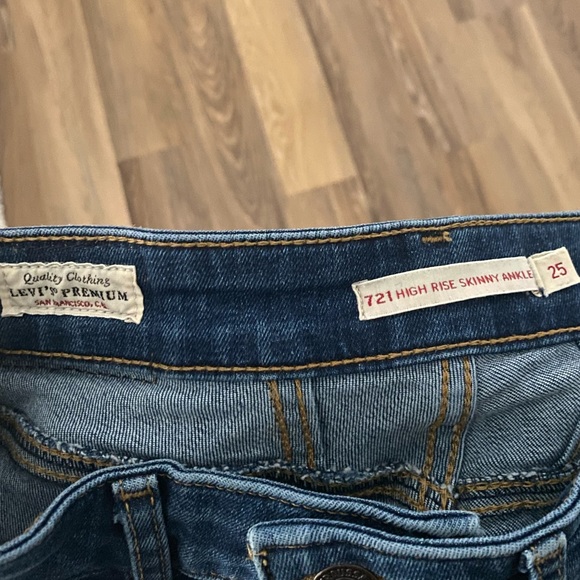 Quality Clothing
LEVI'S® PREMIUM
SAN FRANCISCO, CA.
721 HIGH RISE SKINNY ANKLE
25